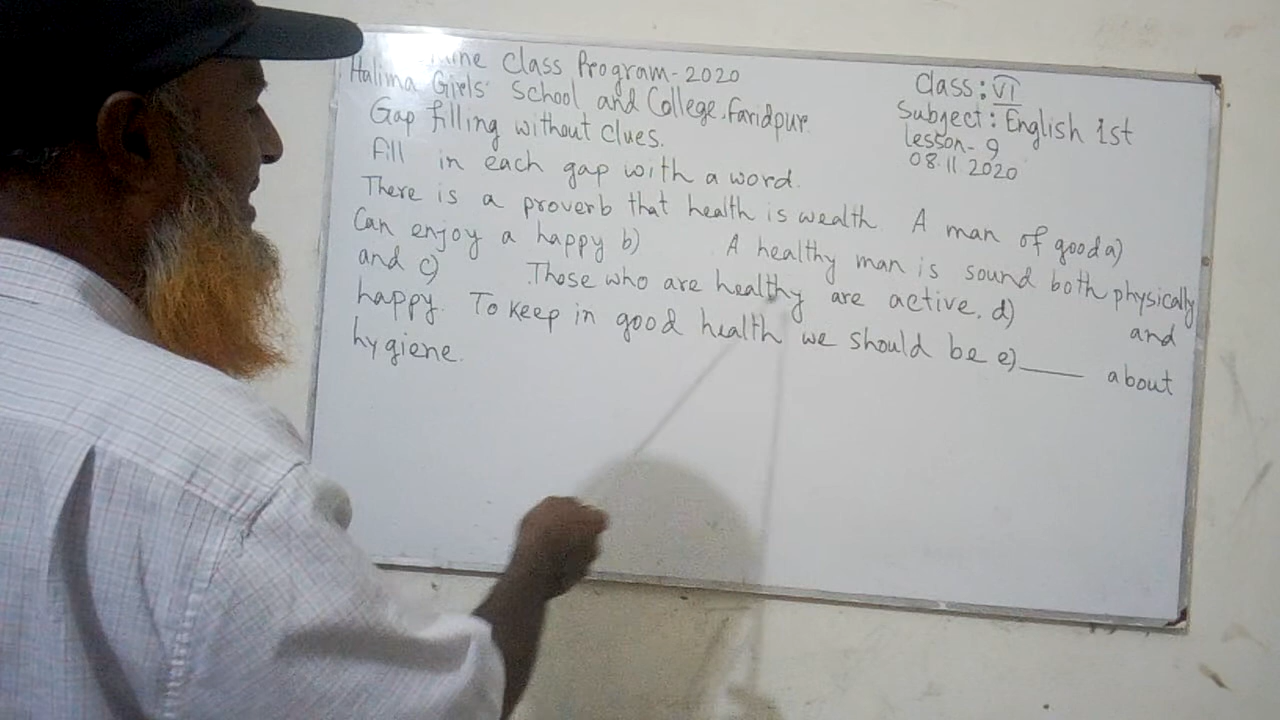 Class Program-2020
Halima Girls' School and College, Faridpur.
Gap filling without clues.
Fill in each gap with a word.
There is a proverb that health is wealth. A man of good a)
Can enjoy a happy b) A healthy man is sound both physically
and c) . Those who are healthy are active, d) and
happy. To keep in good health we should be e)____ about
hygiene.
Class: VI
Subject: English 1st
Lesson-9
08.11 2020